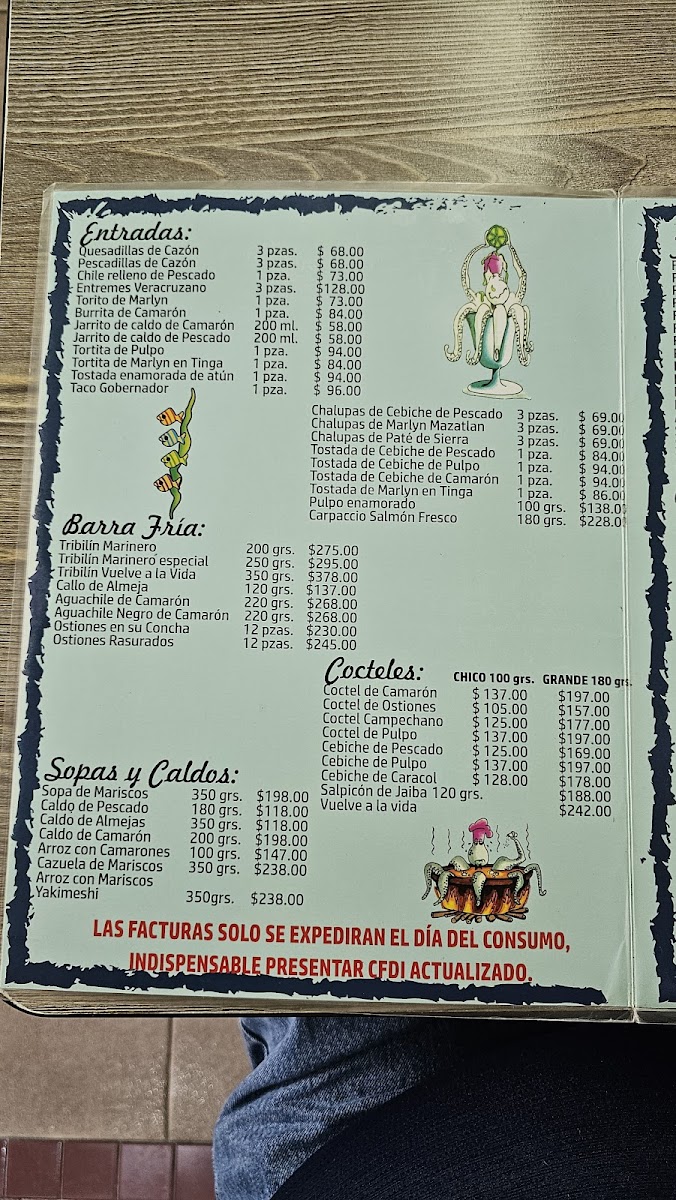 Entradas:
Quesadillas de Cazón 3 pzas. $ 68.00
Pescadillas de Cazón 3 pzas. $ 68.00
Chile relleno de Pescado 1 pza. $ 73.00
Entremes Veracruzano 3 pzas. $128.00
Torito de Marlyn 1 pza. $ 73.00
Burrita de Camarón 1 pza. $ 84.00
Jarrito de caldo de Camarón 200 ml. $ 58.00
Jarrito de caldo de Pescado 200 ml. $ 58.00
Tortita de Pulpo 1 pza. $ 94.00
Tortita de Marlyn en Tinga 1 pza. $ 84.00
Tostada enamorada de atún 1 pza. $ 94.00
Taco Gobernador 1 pza. $ 96.00
Chalupas de Cebiche de Pescado 3 pzas. $ 69.00
Chalupas de Marlyn Mazatlan 3 pzas. $ 69.00
Chalupas de Paté de Sierra 3 pzas. $ 69.00
Tostada de Cebiche de Pescado 1 pza. $ 84.00
Tostada de Cebiche de Pulpo 1 pza. $ 94.00
Tostada de Cebiche de Camarón 1 pza. $ 94.00
Tostada de Marlyn en Tinga 1 pza. $ 86.00
Pulpo enamorado 100 grs. $138.00
Carpaccio Salmón Fresco 180 grs. $228.00
Barra Fría:
Tribilín Marinero 200 grs. $275.00
Tribilín Marinero especial 250 grs. $295.00
Tribilín Vuelve a la Vida 350 grs. $378.00
Callo de Almeja 120 grs. $137.00
Aguachile de Camarón 220 grs. $268.00
Aguachile Negro de Camarón 220 grs. $268.00
Ostiones en su Concha 12 pzas. $230.00
Ostiones Rasurados 12 pzas. $245.00
Cocteles: CHICO 100 grs. GRANDE 180 grs.
Coctel de Camarón $ 137.00 $197.00
Coctel de Ostiones $ 105.00 $157.00
Coctel Campechano $ 125.00 $177.00
Coctel de Pulpo $ 137.00 $197.00
Cebiche de Pescado $ 125.00 $169.00
Cebiche de Pulpo $ 137.00 $197.00
Cebiche de Caracol $ 128.00 $178.00
Salpicón de Jaiba 120 grs. $188.00
Vuelve a la vida $242.00
Sopas y Caldos:
Sopa de Mariscos 350 grs. $198.00
Caldo de Pescado 180 grs. $118.00
Caldo de Almejas 350 grs. $118.00
Caldo de Camarón 200 grs. $198.00
Arroz con Camarones 100 grs. $147.00
Cazuela de Mariscos 350 grs. $238.00
Arroz con Mariscos
Yakimeshi 350grs. $238.00
LAS FACTURAS SOLO SE EXPEDIRAN EL DÍA DEL CONSUMO,
INDISPENSABLE PRESENTAR CFDI ACTUALIZADO.